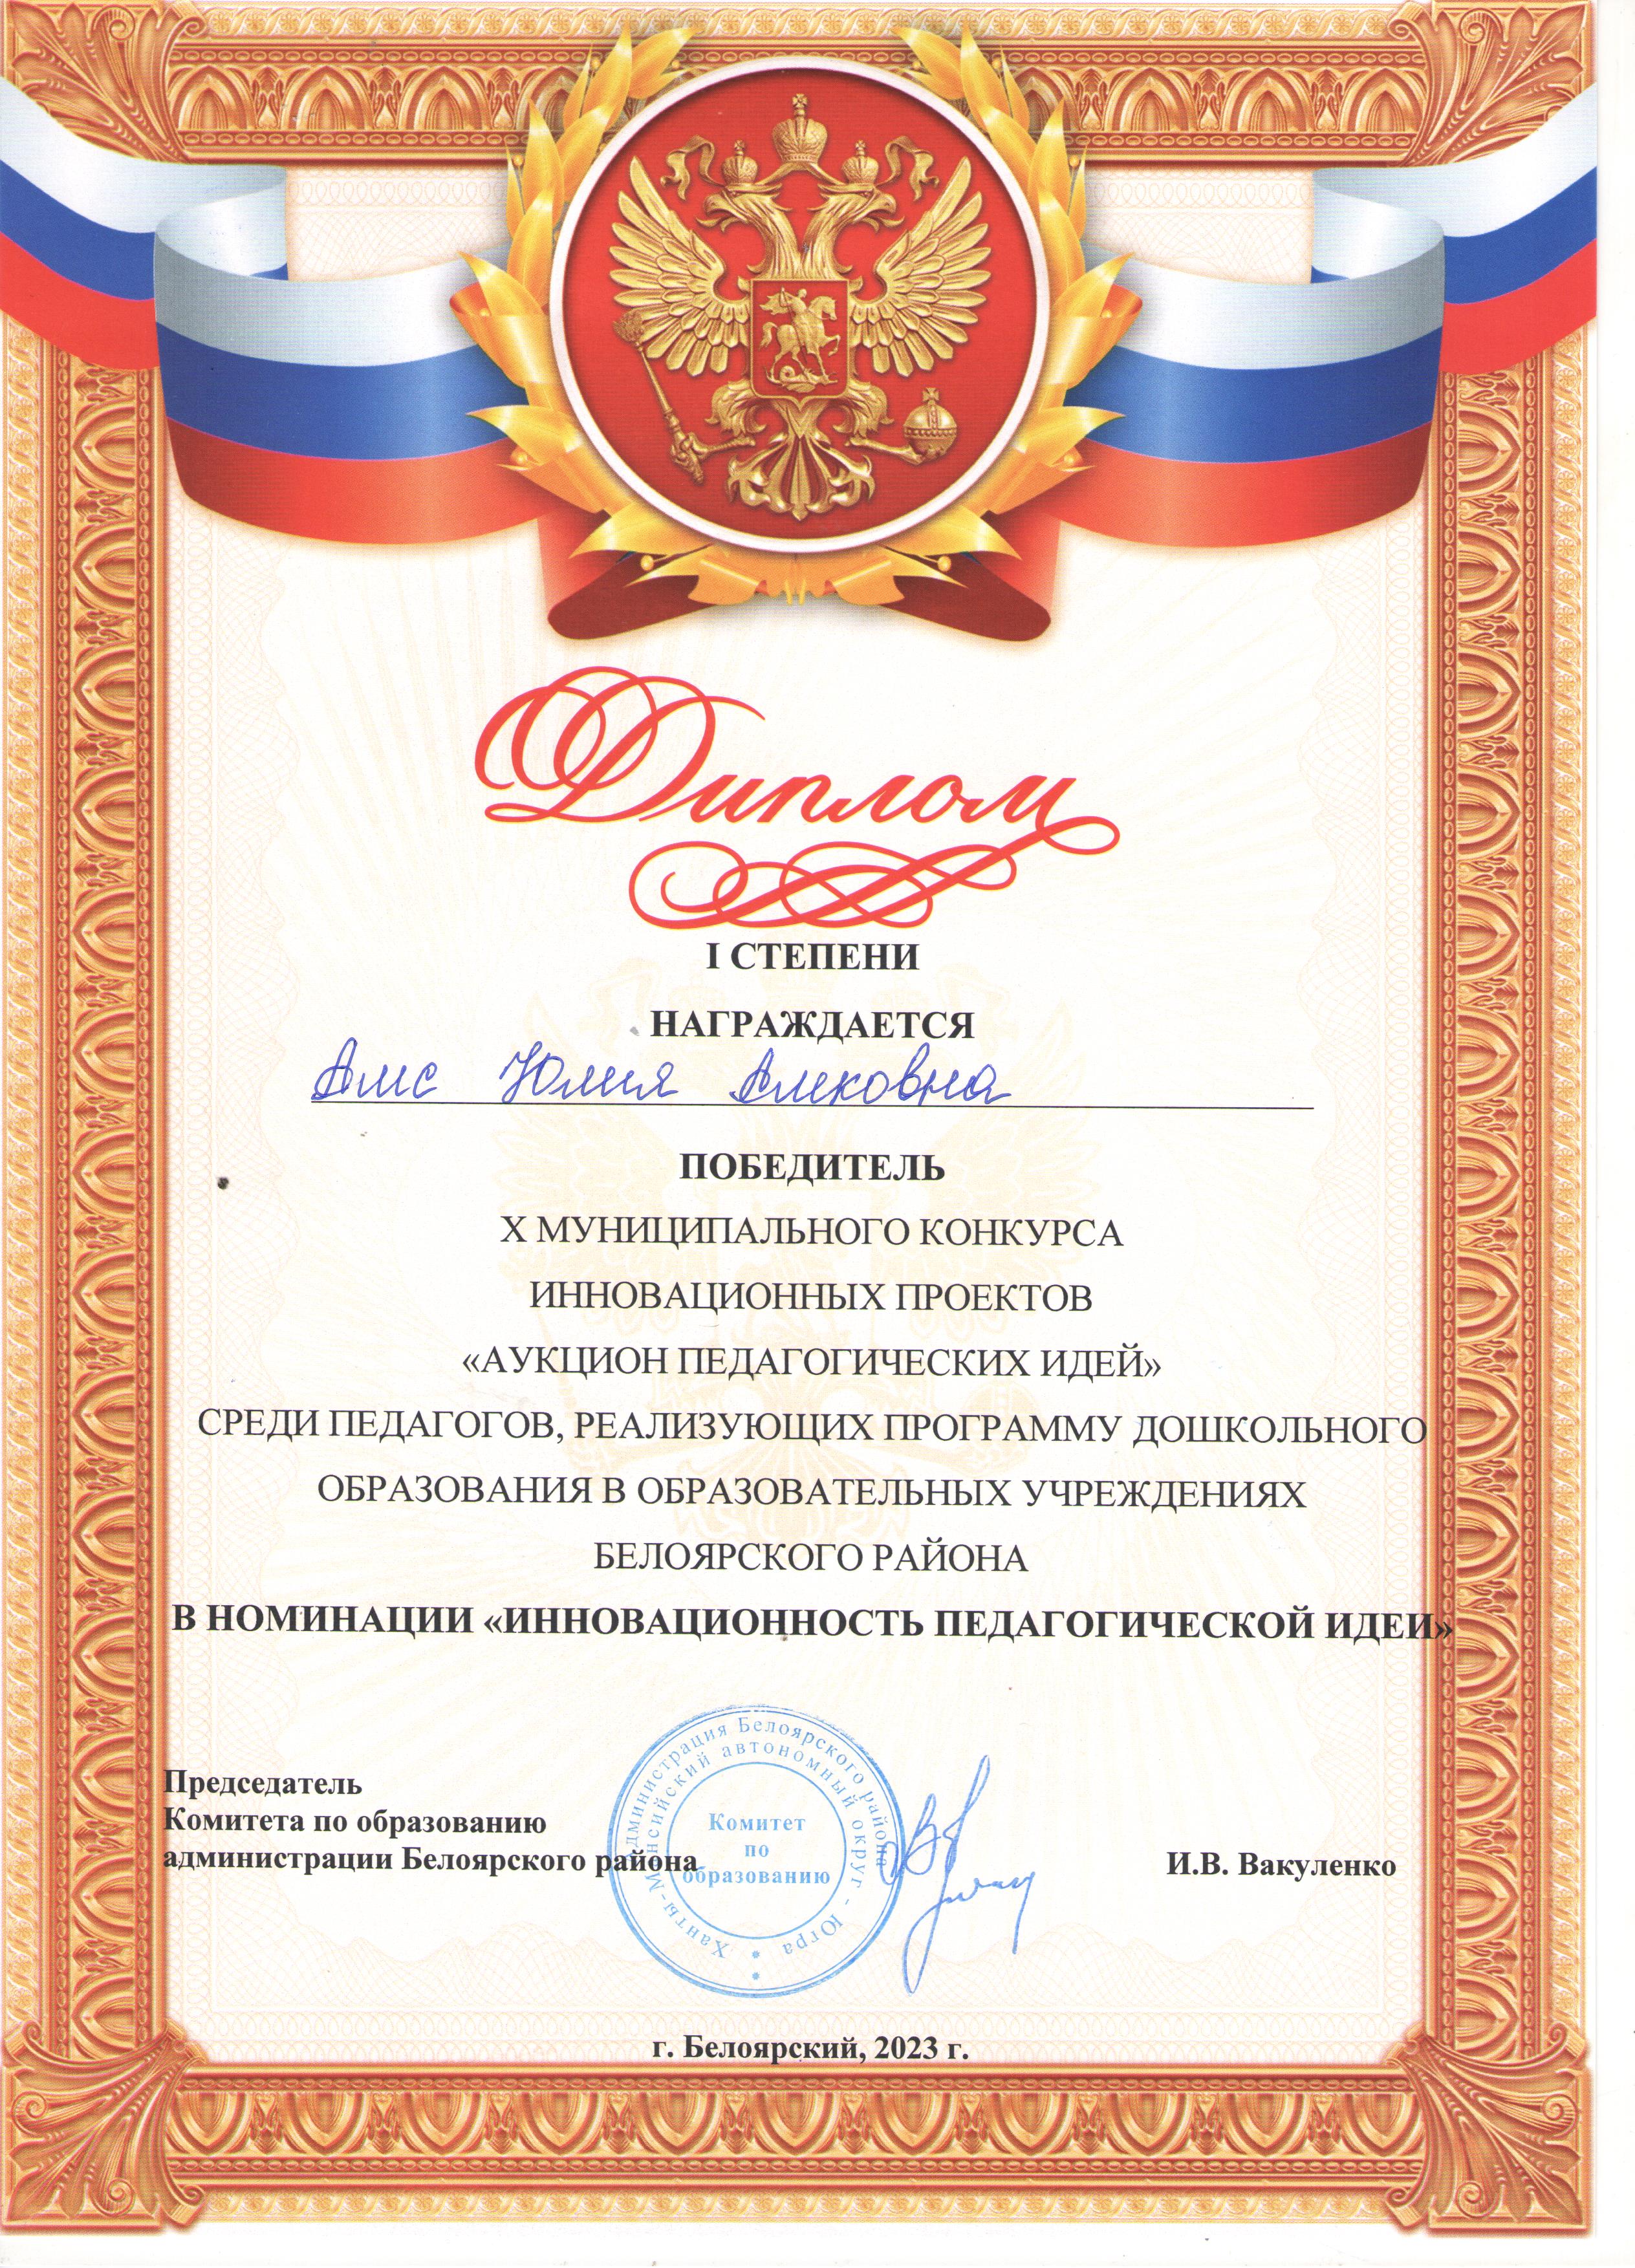 Диплом
I СТЕПЕНИ
НАГРАЖДАЕТСЯ
Амс Юлия Аликовна
ПОБЕДИТЕЛЬ
X МУНИЦИПАЛЬНОГО КОНКУРСА
ИННОВАЦИОННЫХ ПРОЕКТОВ
«АУКЦИОН ПЕДАГОГИЧЕСКИХ ИДЕЙ»
СРЕДИ ПЕДАГОГОВ, РЕАЛИЗУЮЩИХ ПРОГРАММУ ДОШКОЛЬНОГО
ОБРАЗОВАНИЯ В ОБРАЗОВАТЕЛЬНЫХ УЧРЕЖДЕНИЯХ
БЕЛОЯРСКОГО РАЙОНА
В НОМИНАЦИИ «ИННОВАЦИОННОСТЬ ПЕДАГОГИЧЕСКОЙ ИДЕИ»
Председатель
Комитета по образованию
администрации Белоярского района
И.В. Вакуленко
Администрация Белоярского района
Ханты-Мансийский автономный округ - Югра
Комитет
по
образованию
г. Белоярский, 2023 г.